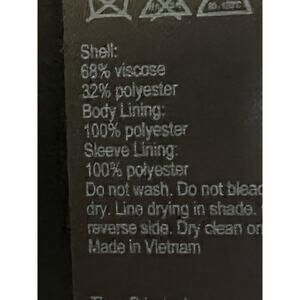 Shell:
68% viscose
32% polyester
Body Lining:
100% polyester
Sleeve Lining:
100% polyester
Do not wash. Do not bleac
dry. Line drying in shade.
reverse side. Dry clean on
Made in Vietnam